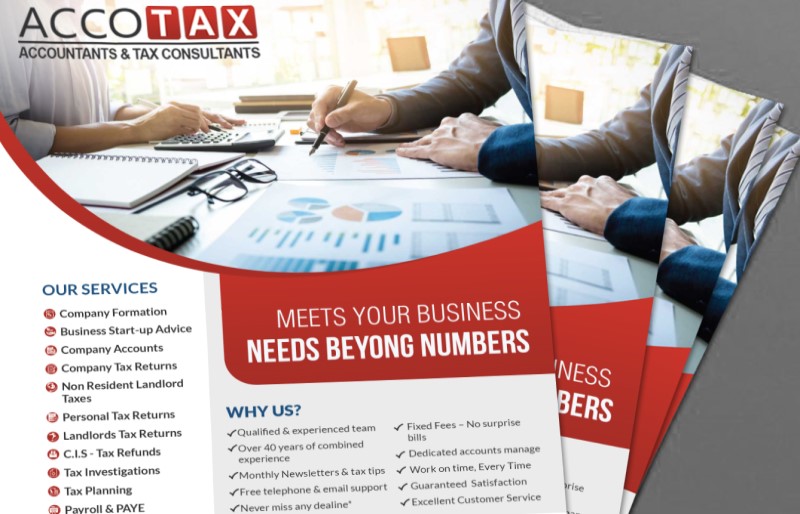 ACCOTAX
ACCOUNTANTS & TAX CONSULTANTS
OUR SERVICES
Company Formation
Business Start-up Advice
Company Accounts
Company Tax Returns
Non Resident Landlord
Taxes
Personal Tax Returns
Landlords Tax Returns
C.I.S - Tax Refunds
Tax Investigations
Tax Planning
Payroll & PAYE
MEETS YOUR BUSINESS
NEEDS BEYONG NUMBERS
WHY US?
Qualified & experienced team
Over 40 years of combined
experience
Monthly Newsletters & tax tips
Free telephone & email support
Never miss any dealine*
Fixed Fees – No surprise
bills
Dedicated accounts manage
Work on time, Every Time
Guaranteed Satisfaction
Excellent Customer Service
INESS
BERS
prise